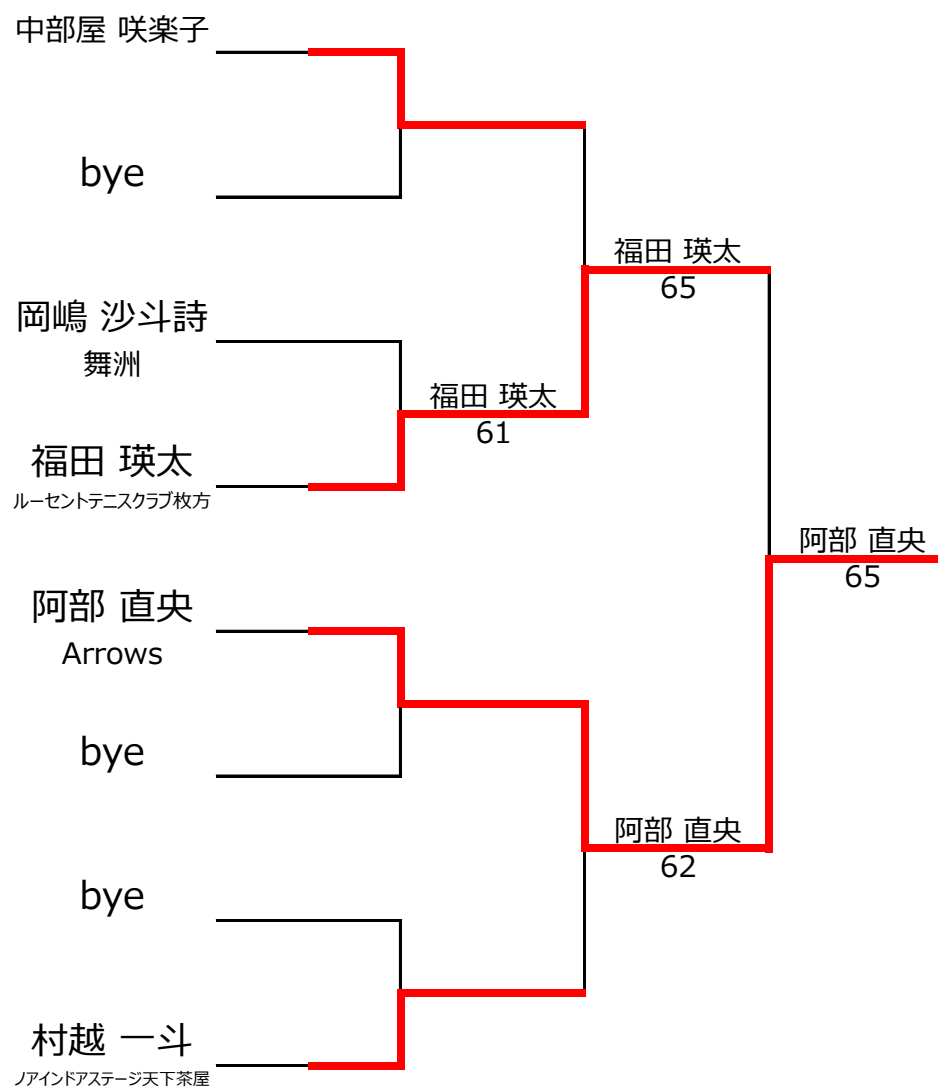 中部屋 咲楽子
bye
岡嶋 沙斗詩
舞洲
福田 瑛太
ルーセントテニスクラブ枚方
阿部 直央
Arrows
bye
bye
村越 一斗
ノアインドアステージ天下茶屋
福田 瑛太
61
福田 瑛太
65
阿部 直央
62
阿部 直央
65